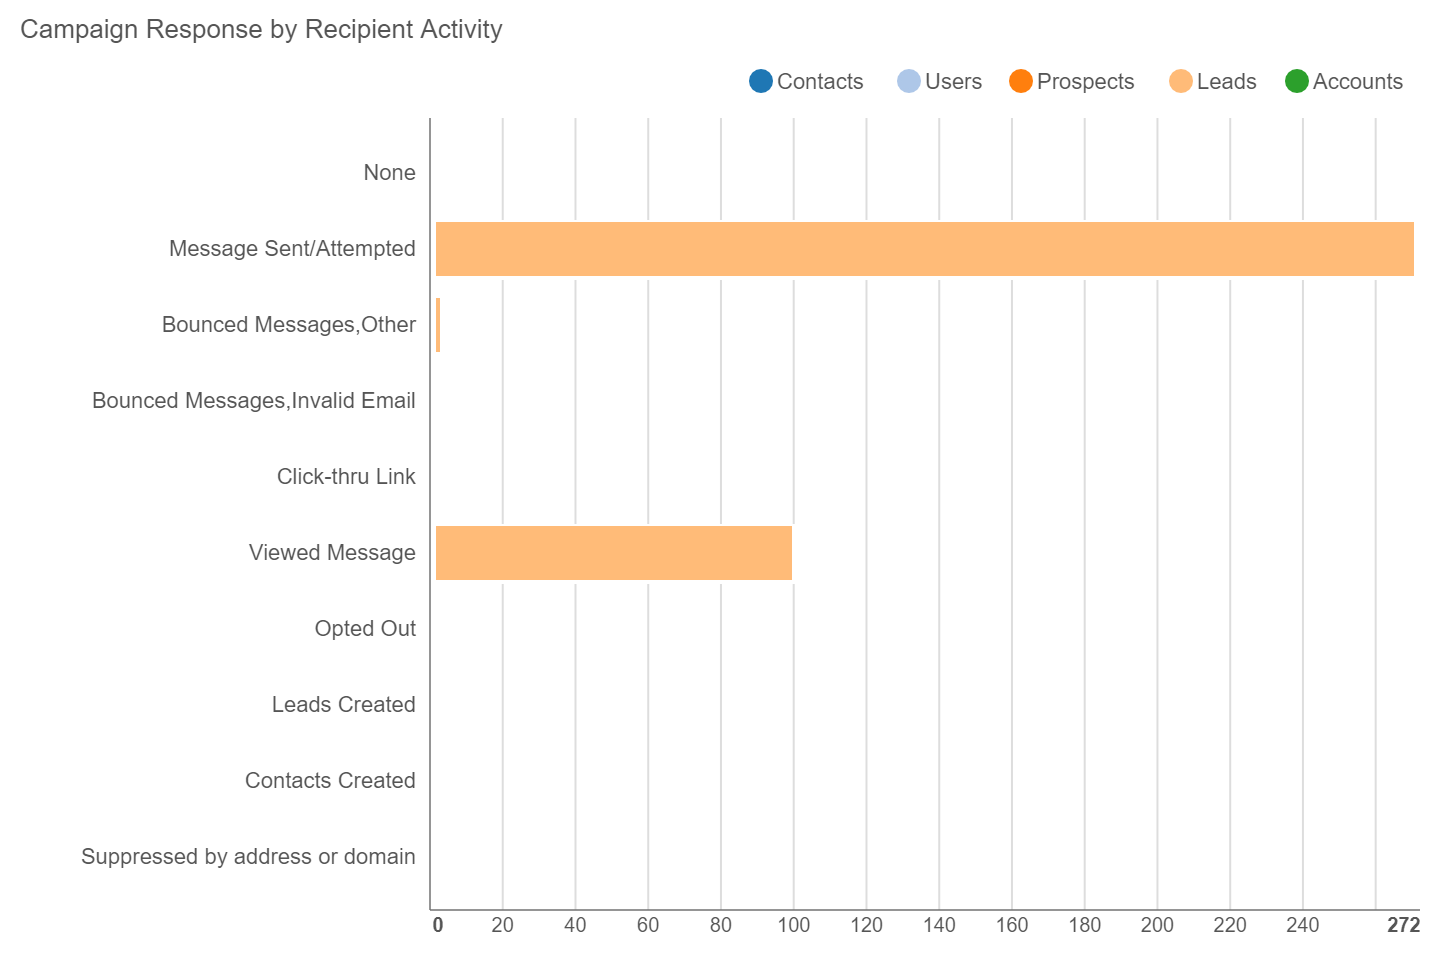 Campaign Response by Recipient Activity
Contacts Users Prospects Leads Accounts
None
Message Sent/Attempted
Bounced Messages,Other
Bounced Messages,Invalid Email
Click-thru Link
Viewed Message
Opted Out
Leads Created
Contacts Created
Suppressed by address or domain
0 20 40 60 80 100 120 140 160 180 200 220 240 272